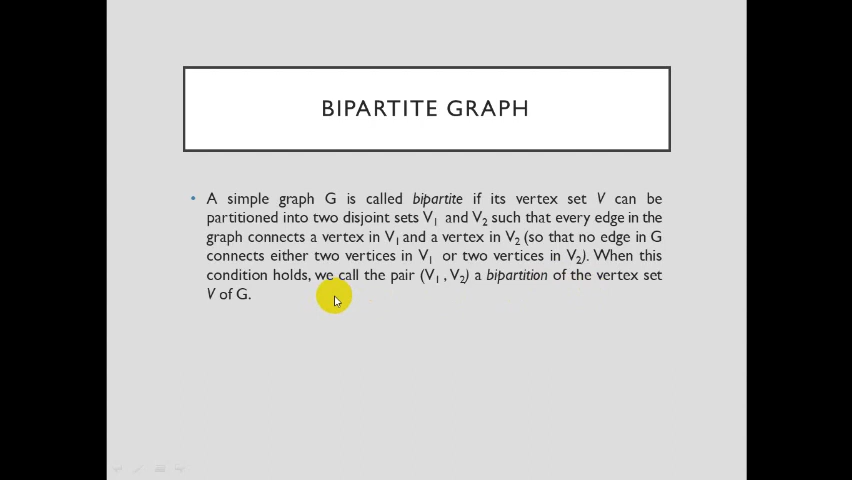 BIPARTITE GRAPH
• A simple graph G is called bipartite if its vertex set V can be
partitioned into two disjoint sets V₁ and V₂ such that every edge in the
graph connects a vertex in V₁ and a vertex in V₂ (so that no edge in G
connects either two vertices in V₁ or two vertices in V₂). When this
condition holds, we call the pair (V₁ , V₂) a bipartition of the vertex set
V of G.